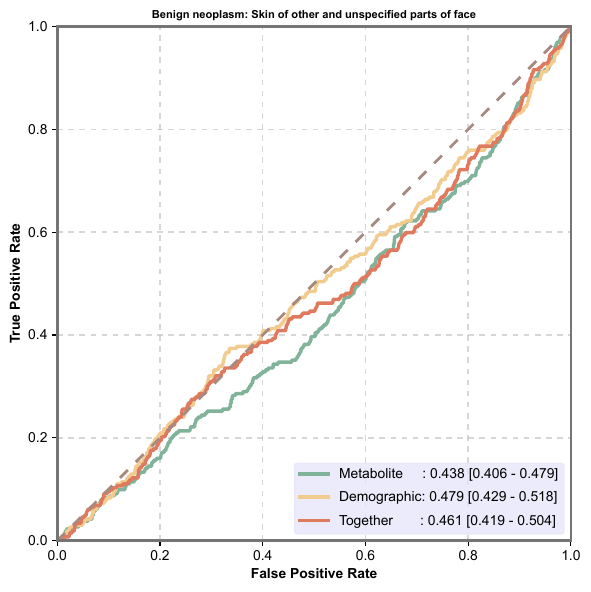 Benign neoplasm: Skin of other and unspecified parts of face
1.0
0.8
0.6
0.4
0.2
0.0
True Positive Rate
Metabolite : 0.438 [0.406 - 0.479]
Demographic: 0.479 [0.429 - 0.518]
Together : 0.461 [0.419 - 0.504]
0.0 0.2 0.4 0.6 0.8 1.0
False Positive Rate